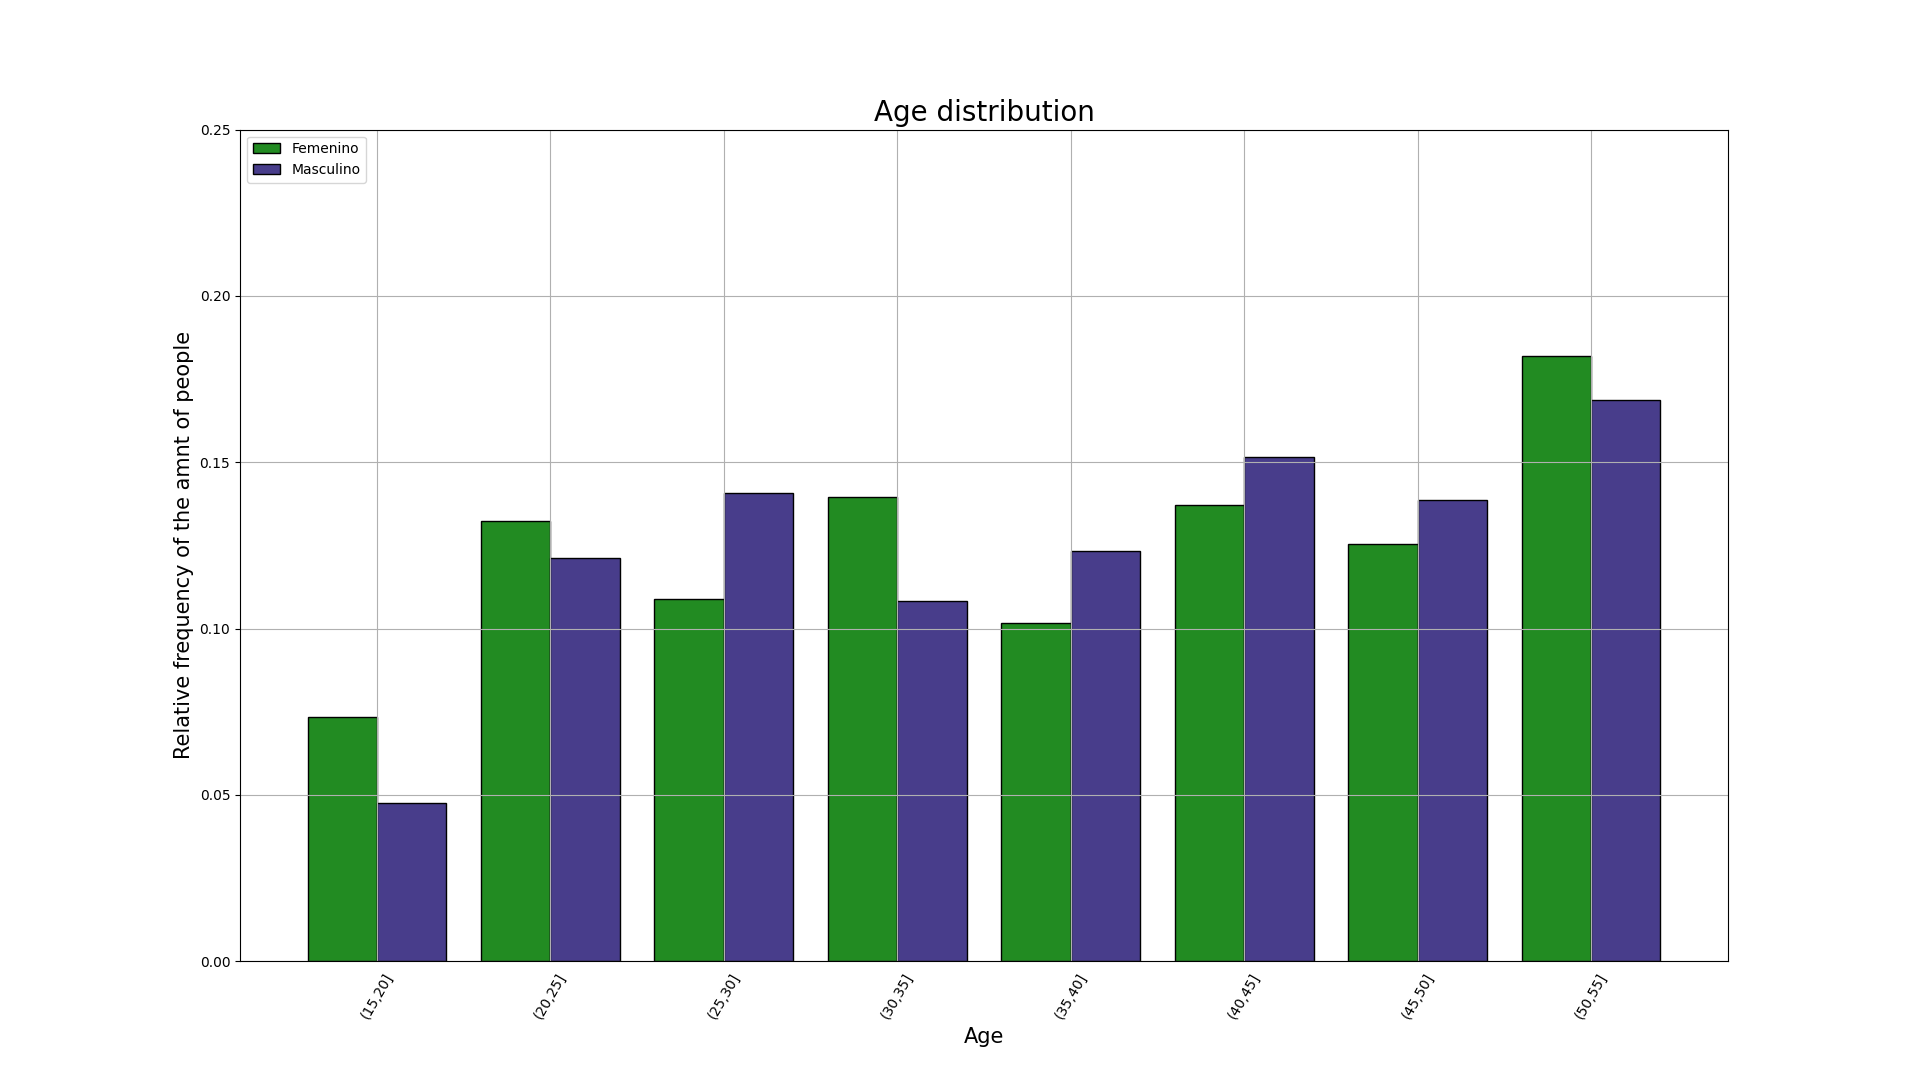 Age distribution
0.25
Femenino
Masculino
0.20
0.15
0.10
0.05
0.00
Relative frequency of the amnt of people
(15,20]
(20,25]
(25,30]
(30,35]
(35,40]
(40,45]
(45,50]
(50,55]
Age